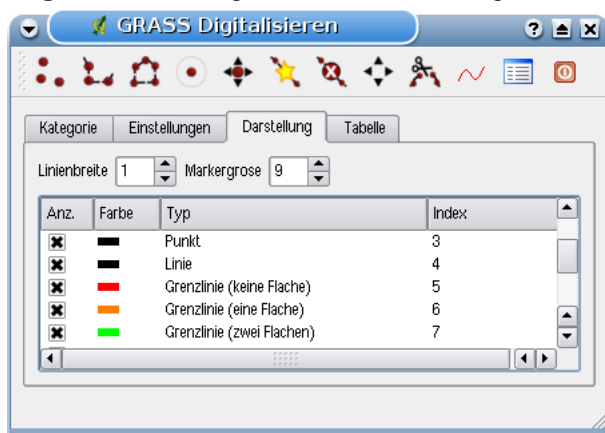 GRASS Digitalisieren
Kategorie Einstellungen Darstellung Tabelle
Linienbreite 1 Markergrose 9
Anz. Farbe Typ Index
Punkt 3
Linie 4
Grenzlinie (keine Flache) 5
Grenzlinie (eine Flache) 6
Grenzlinie (zwei Flachen) 7